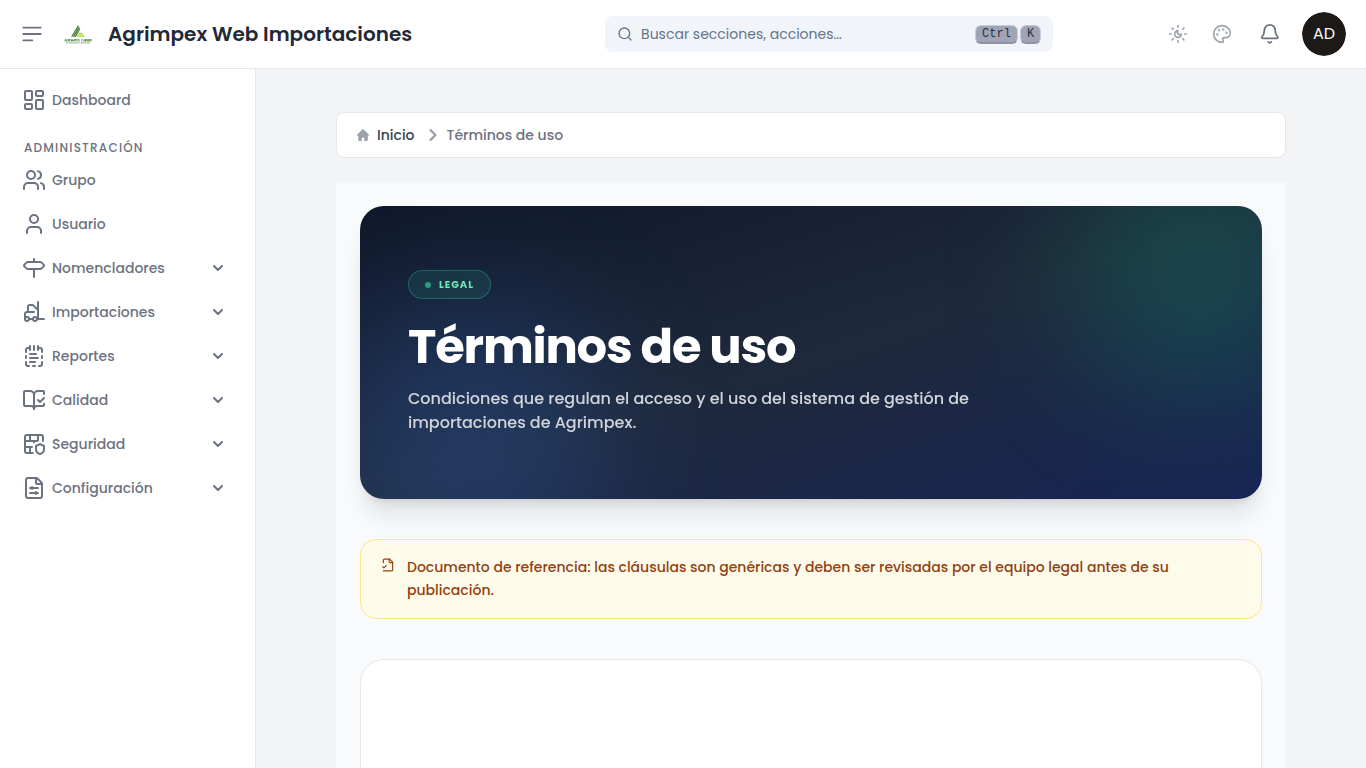 Agrimpex Web Importaciones
Buscar secciones, acciones...
Ctrl K
AD
Dashboard
ADMINISTRACIÓN
Grupo
Usuario
Nomencladores
Importaciones
Reportes
Calidad
Seguridad
Configuración
Inicio
Términos de uso
LEGAL
Términos de uso
Condiciones que regulan el acceso y el uso del sistema de gestión de
importaciones de Agrimpex.
Documento de referencia: las cláusulas son genéricas y deben ser revisadas por el equipo legal antes de su
publicación.